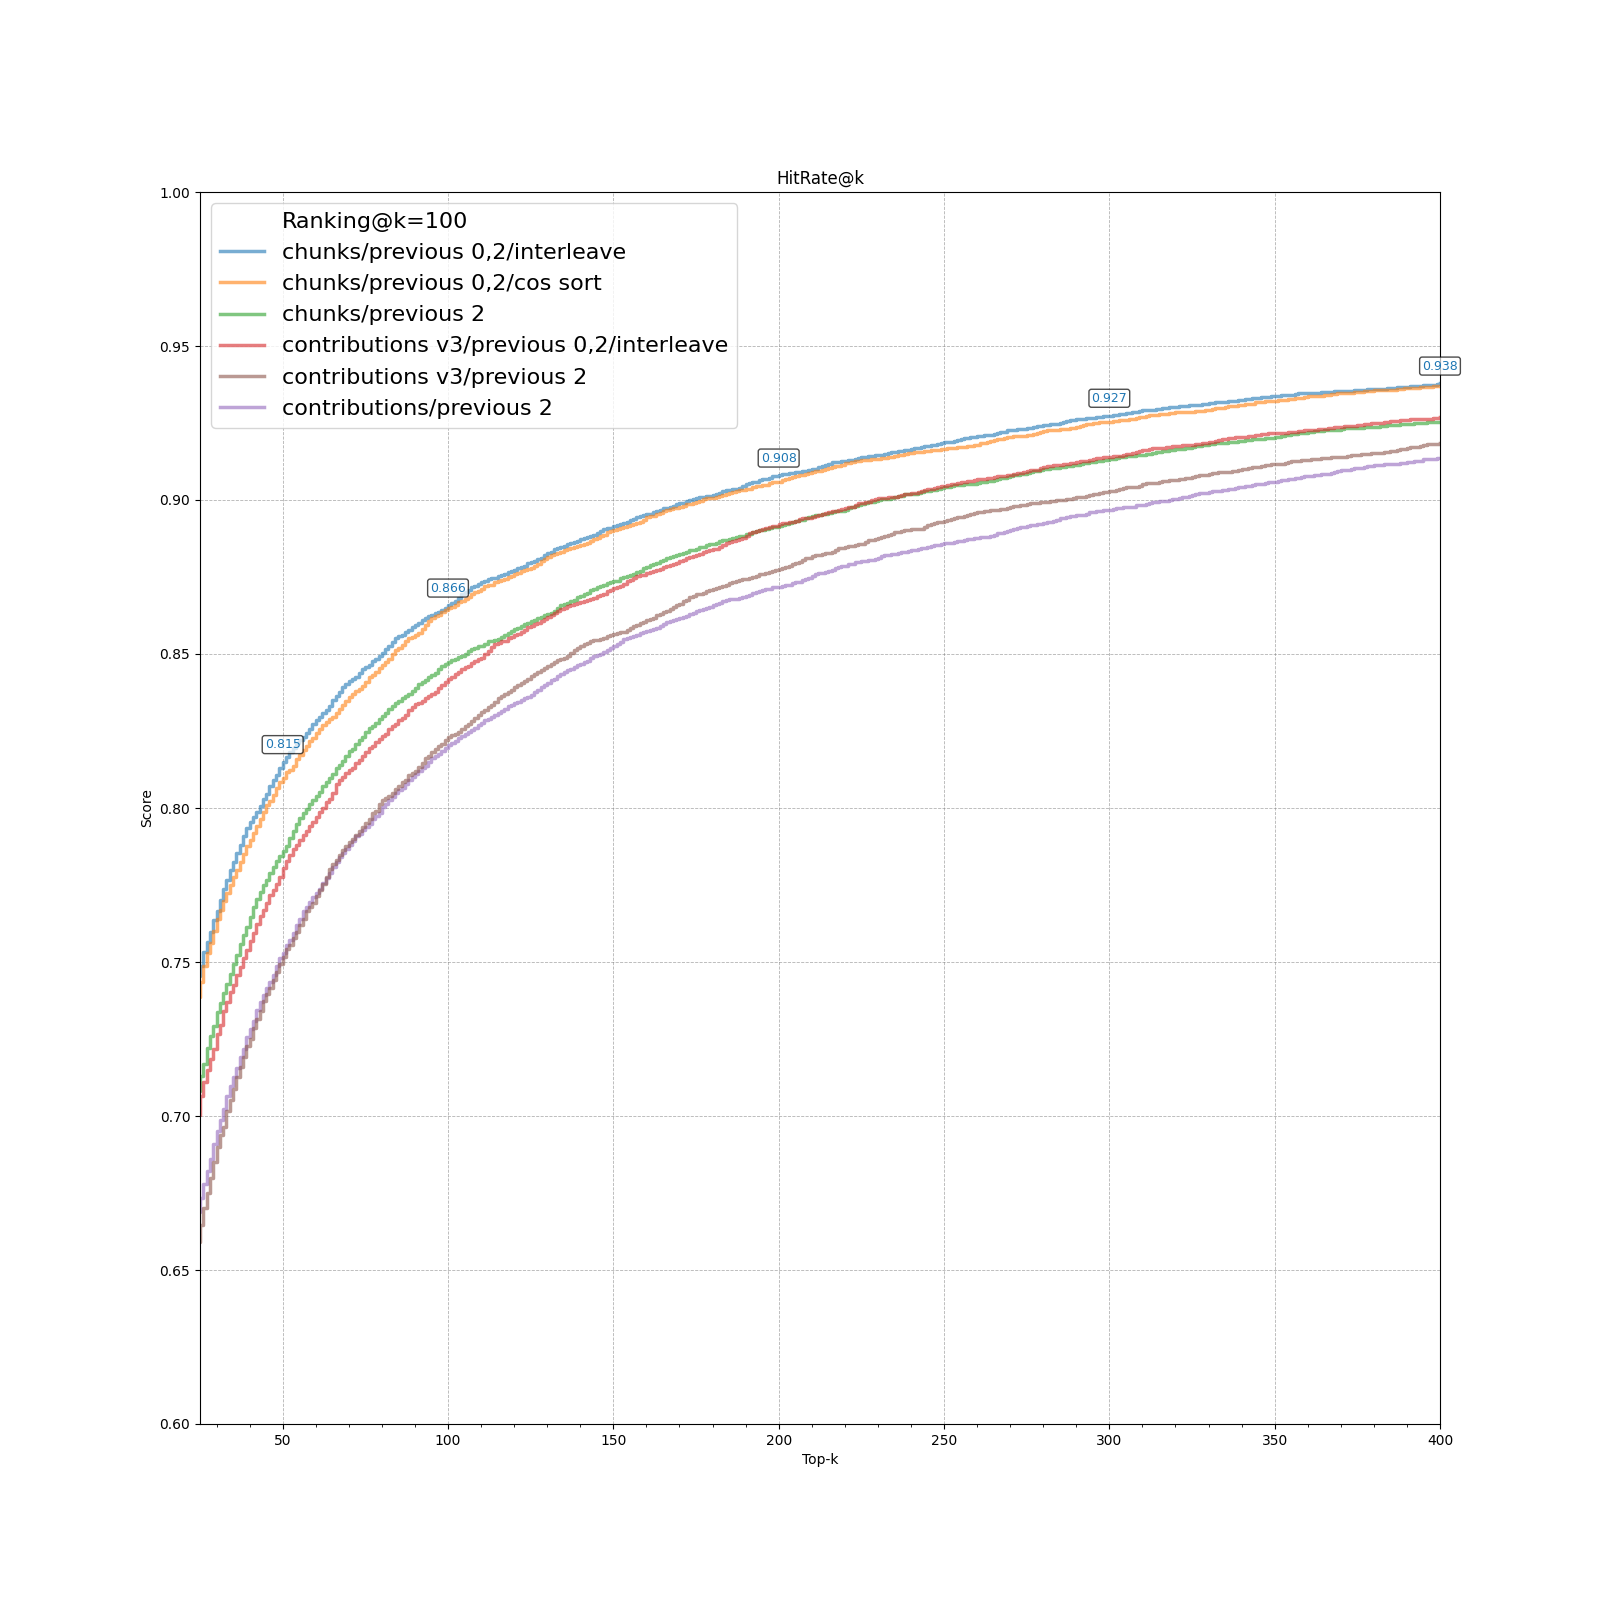 HitRate@k
1.00
0.95
0.90
0.85
0.80
0.75
0.70
0.65
0.60
Score
Ranking@k=100
chunks/previous 0,2/interleave
chunks/previous 0,2/cos sort
chunks/previous 2
contributions v3/previous 0,2/interleave
contributions v3/previous 2
contributions/previous 2
0.815
0.866
0.908
0.927
0.938
50 100 150 200 250 300 350 400
Top-k